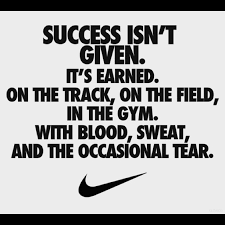 SUCCESS ISN'T
GIVEN.
IT'S EARNED.
ON THE TRACK, ON THE FIELD,
IN THE GYM.
WITH BLOOD, SWEAT,
AND THE OCCASIONAL TEAR.